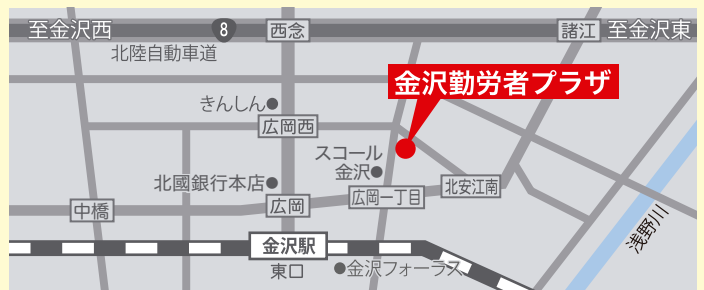 至金沢西
8
西念
諸江
至金沢東
北陸自動車道
金沢勤労者プラザ
きんしん
広岡西
スコール
金沢
北國銀行本店
北安江南
広岡一丁目
広岡
中橋
浅野川
金沢駅
東口
金沢フォーラス